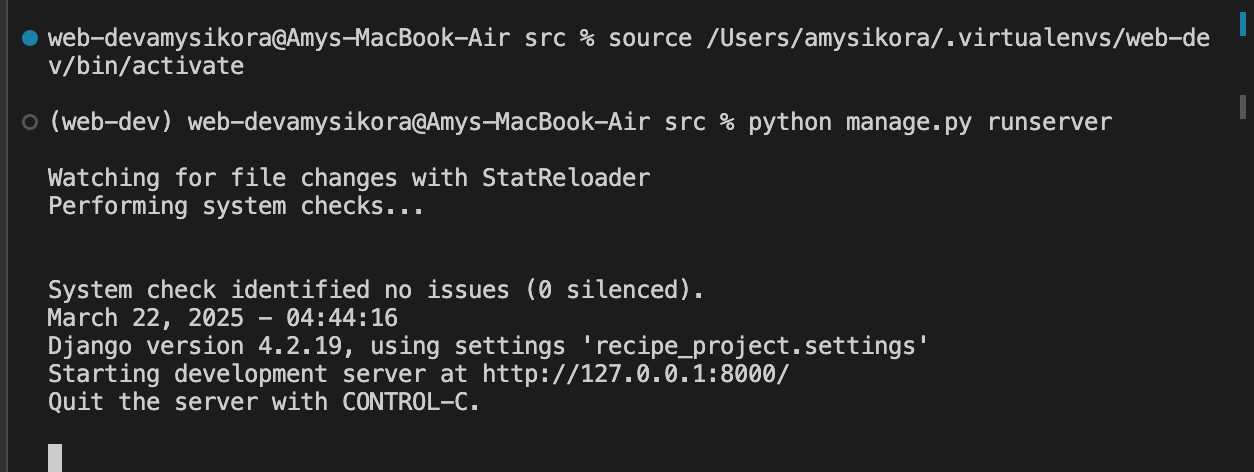 web-devamysikora@Amys-MacBook-Air src % source /Users/amysikora/.virtualenvs/web-de
v/bin/activate
(web-dev) web-devamysikora@Amys-MacBook-Air src % python manage.py runserver
Watching for file changes with StatReloader
Performing system checks...
System check identified no issues (0 silenced).
March 22, 2025 - 04:44:16
Django version 4.2.19, using settings 'recipe_project.settings'
Starting development server at http://127.0.0.1:8000/
Quit the server with CONTROL-C.